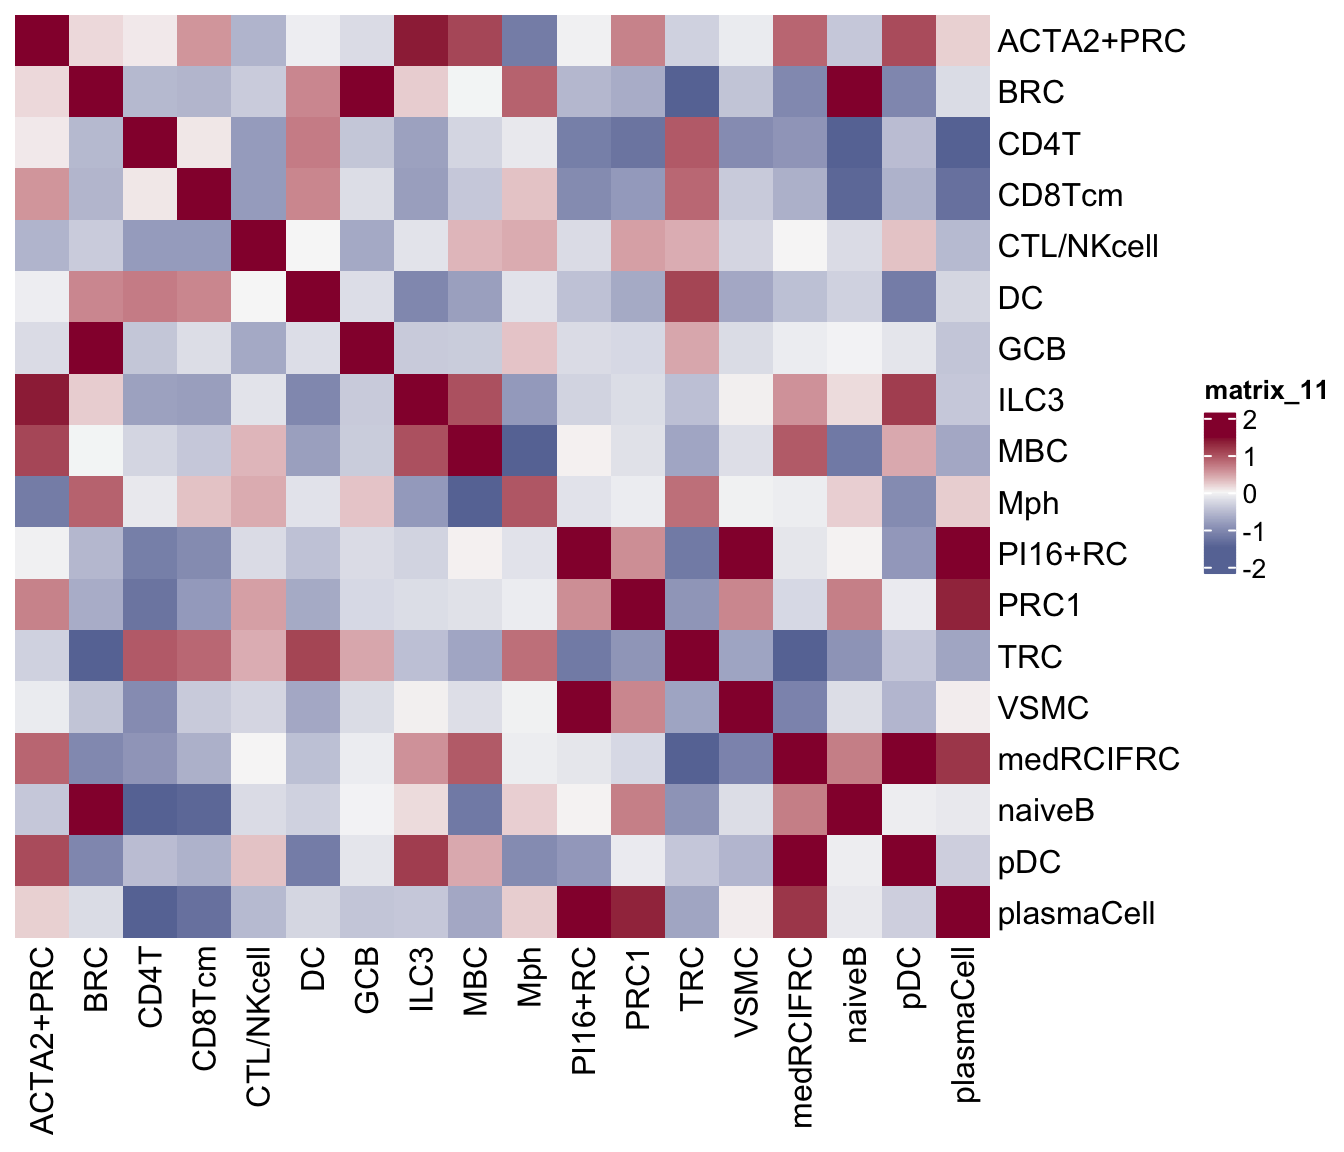 ACTA2+PRC
BRC
CD4T
CD8Tcm
CTL/NKcell
DC
GCB
ILC3
MBC
Mph
PI16+RC
PRC1
TRC
VSMC
medRCIFRC
naiveB
pDC
plasmaCell
matrix_11
2
1
0
-1
-2
ACTA2+PRC
BRC
CD4T
CD8Tcm
CTL/NKcell
DC
GCB
ILC3
MBC
Mph
PI16+RC
PRC1
TRC
VSMC
medRCIFRC
naiveB
pDC
plasmaCell